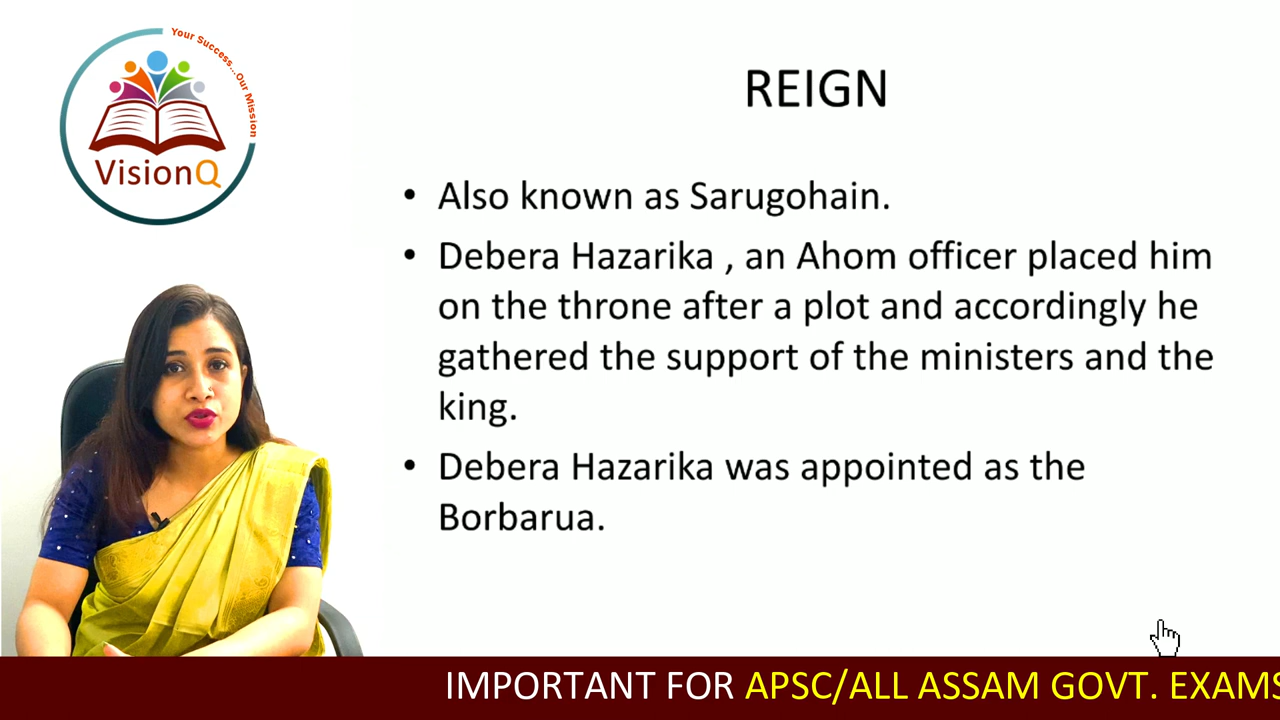 Your Success...Our Mission
VisionQ
REIGN
• Also known as Sarugohain.
• Debera Hazarika , an Ahom officer placed him
on the throne after a plot and accordingly he
gathered the support of the ministers and the
king.
• Debera Hazarika was appointed as the
Borbarua.
IMPORTANT FOR APSC/ALL ASSAM GOVT. EXAMS